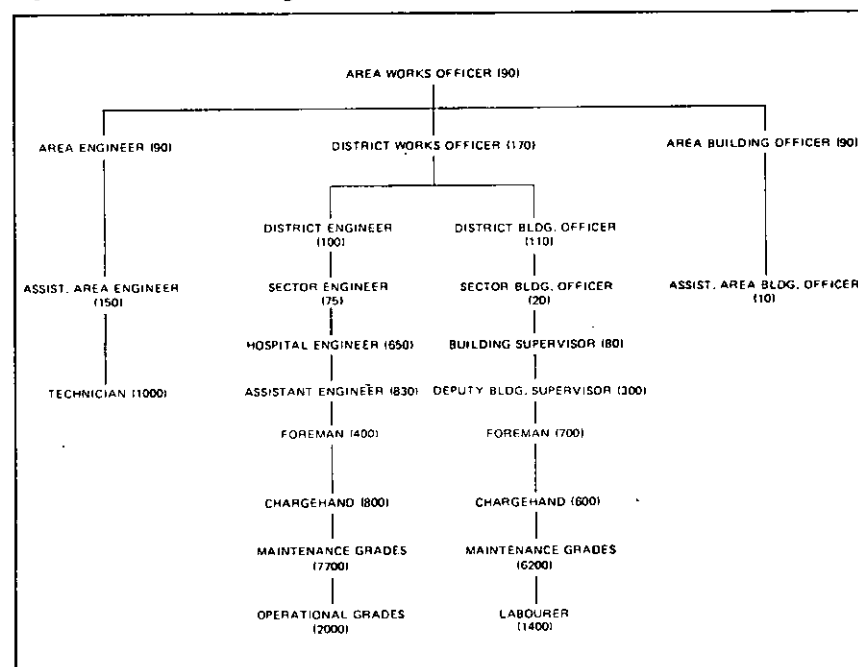 AREA WORKS OFFICER (90)
AREA ENGINEER (90)
DISTRICT WORKS OFFICER (170)
AREA BUILDING OFFICER (90)
DISTRICT ENGINEER
(100)
DISTRICT BLDG. OFFICER
(110)
ASSIST. AREA ENGINEER
(150)
SECTOR ENGINEER
(75)
SECTOR BLDG. OFFICER
(20)
ASSIST. AREA BLDG. OFFICER
(10)
HOSPITAL ENGINEER (650)
BUILDING SUPERVISOR (80)
TECHNICIAN (1000)
ASSISTANT ENGINEER (830)
DEPUTY BLDG. SUPERVISOR (300)
FOREMAN (400)
FOREMAN (700)
CHARGEHAND (800)
CHARGEHAND (600)
MAINTENANCE GRADES
(7700)
MAINTENANCE GRADES
(6200)
OPERATIONAL GRADES
(2000)
LABOURER
(1400)